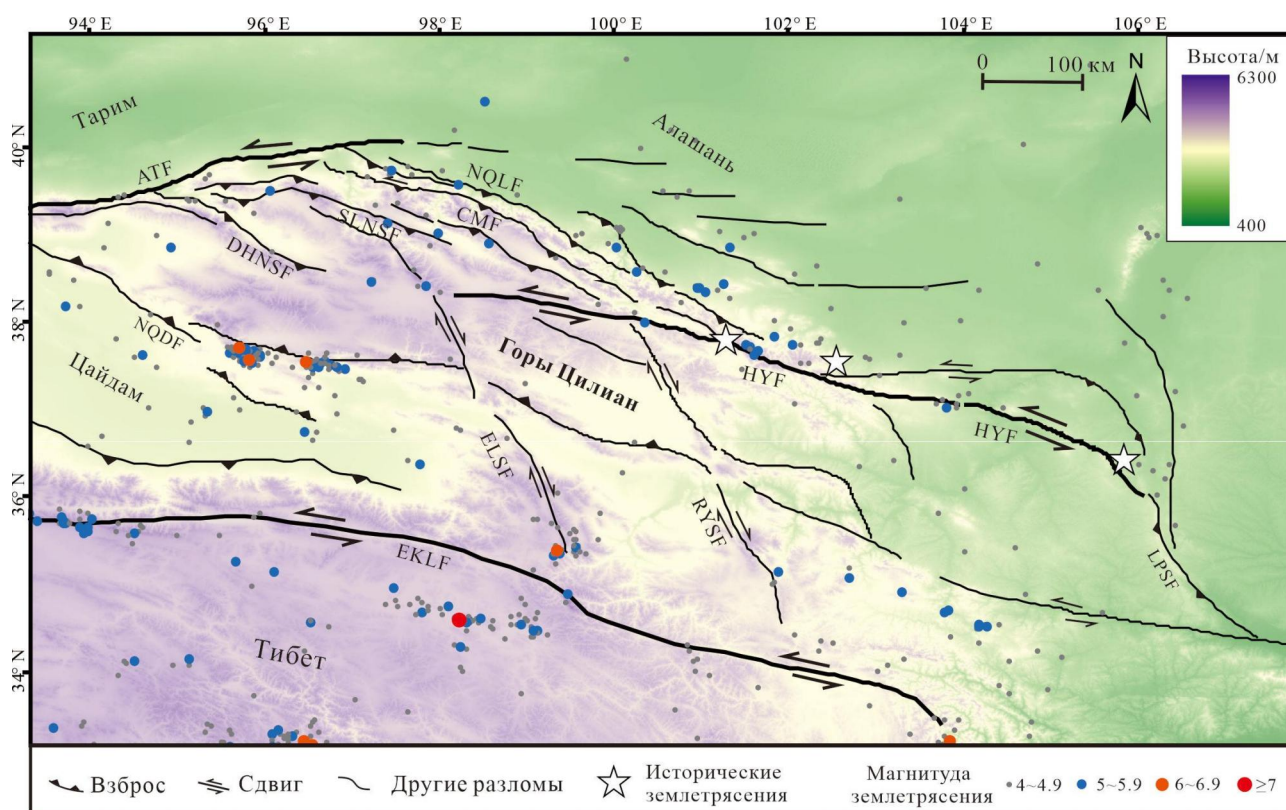 94° E 96° E 98° E 100° E 102° E 104° E 106° E
0 100 км
N
Высота/м
6300
400
Тарим
Алашань
40° N
ATF
NQLF
CMF
SLNSF
DHNSF
38° N
NQDF
Цайдам
Горы Цилиан
HYF
HYF
ELSF
36° N
RYSF
EKLF
LPSF
Тибет
34° N
Взброс
Сдвиг
Другие разломы
Исторические
землетрясения
Магнитуда
землетрясения
4~4.9
5~5.9
6~6.9
≥7